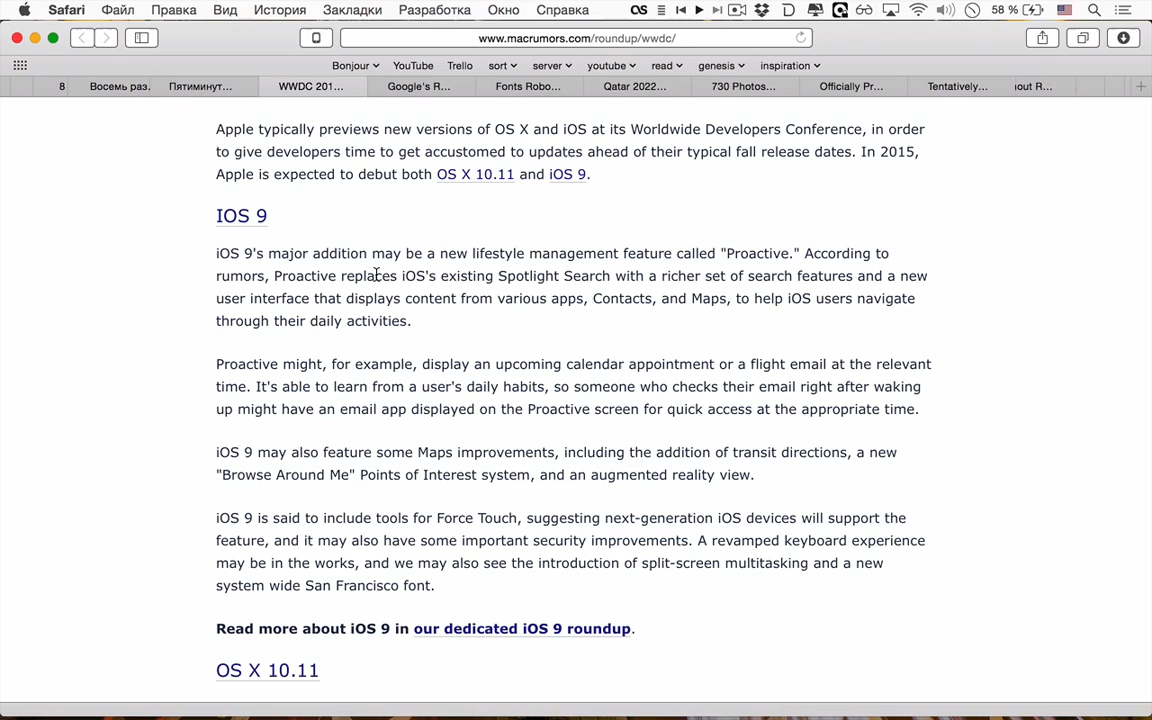 Safari Файл Правка Вид История Закладки Разработка Окно Справка 58 %
www.macrumors.com/roundup/wwdc/
Bonjour YouTube Trello sort server youtube read genesis inspiration
8 Восемь раз. Пятиминут... WWDC 201... Google's R... Fonts Robo... Qatar 2022... 730 Photos... Officially Pr... Tentatively... out R...
Apple typically previews new versions of OS X and iOS at its Worldwide Developers Conference, in order
to give developers time to get accustomed to updates ahead of their typical fall release dates. In 2015,
Apple is expected to debut both OS X 10.11 and iOS 9.
IOS 9
iOS 9's major addition may be a new lifestyle management feature called "Proactive." According to
rumors, Proactive replaces iOS's existing Spotlight Search with a richer set of search features and a new
user interface that displays content from various apps, Contacts, and Maps, to help iOS users navigate
through their daily activities.
Proactive might, for example, display an upcoming calendar appointment or a flight email at the relevant
time. It's able to learn from a user's daily habits, so someone who checks their email right after waking
up might have an email app displayed on the Proactive screen for quick access at the appropriate time.
iOS 9 may also feature some Maps improvements, including the addition of transit directions, a new
"Browse Around Me" Points of Interest system, and an augmented reality view.
iOS 9 is said to include tools for Force Touch, suggesting next-generation iOS devices will support the
feature, and it may also have some important security improvements. A revamped keyboard experience
may be in the works, and we may also see the introduction of split-screen multitasking and a new
system wide San Francisco font.
Read more about iOS 9 in our dedicated iOS 9 roundup.
OS X 10.11